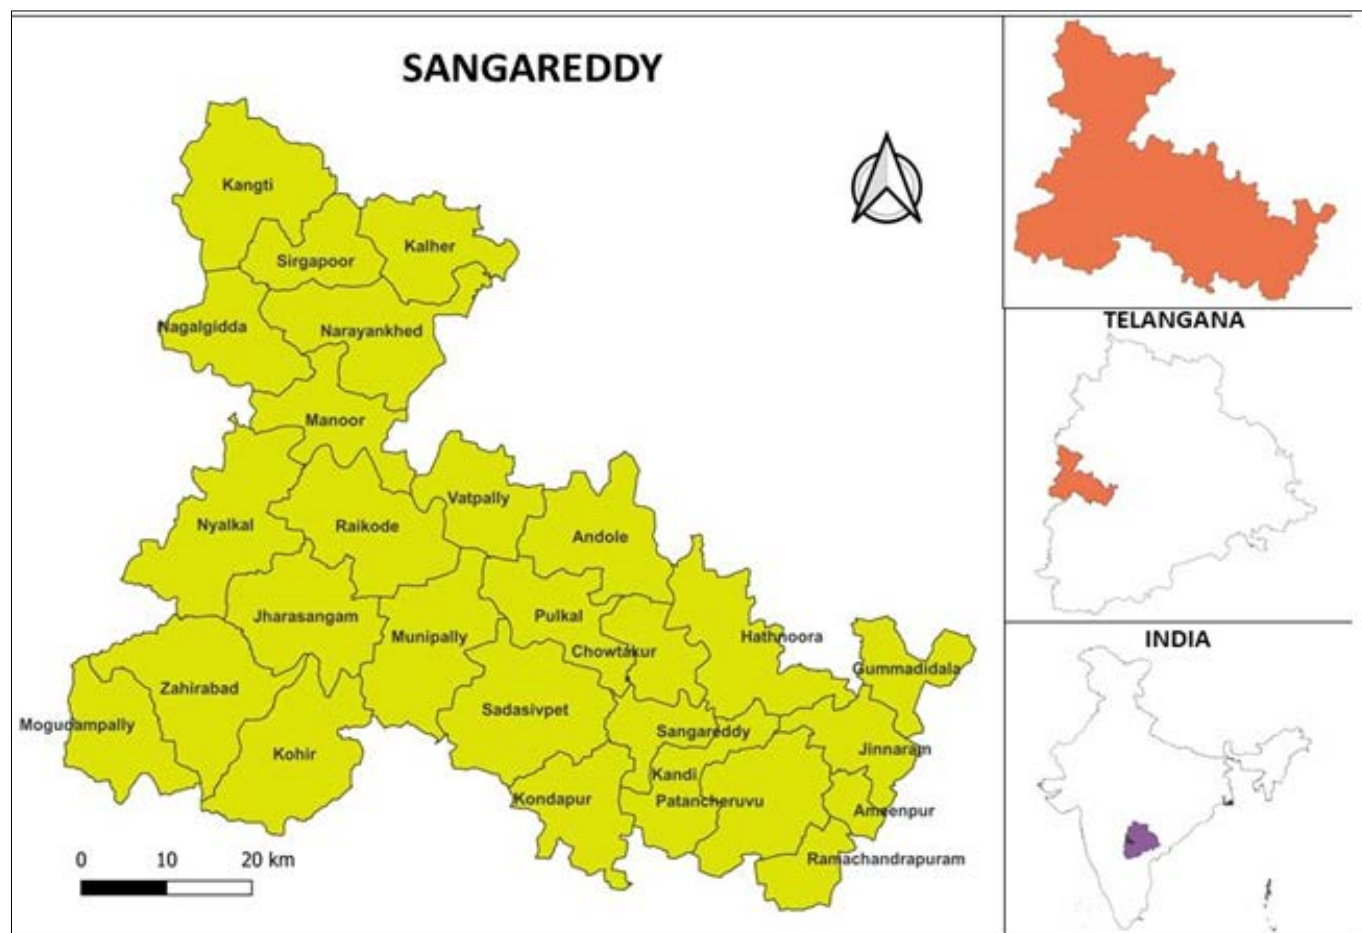 SANGAREDDY
Kangti
Kalher
Sirgapoor
Nagalgidda
Narayankhed
Manoor
Vatpally
Nyalkal
Raikode
Andole
Jharasangam
Pulkal
Munipally
Hathnoora
Chowtakur
Gummadidala
Zahirabad
Sadasivpet
Mogudampally
Sangareddy
Kohir
Jinnaram
Kandi
Kondapur
Patancheruvu
Ameenpur
Ramachandrapuram
0 10 20 km
TELANGANA
INDIA